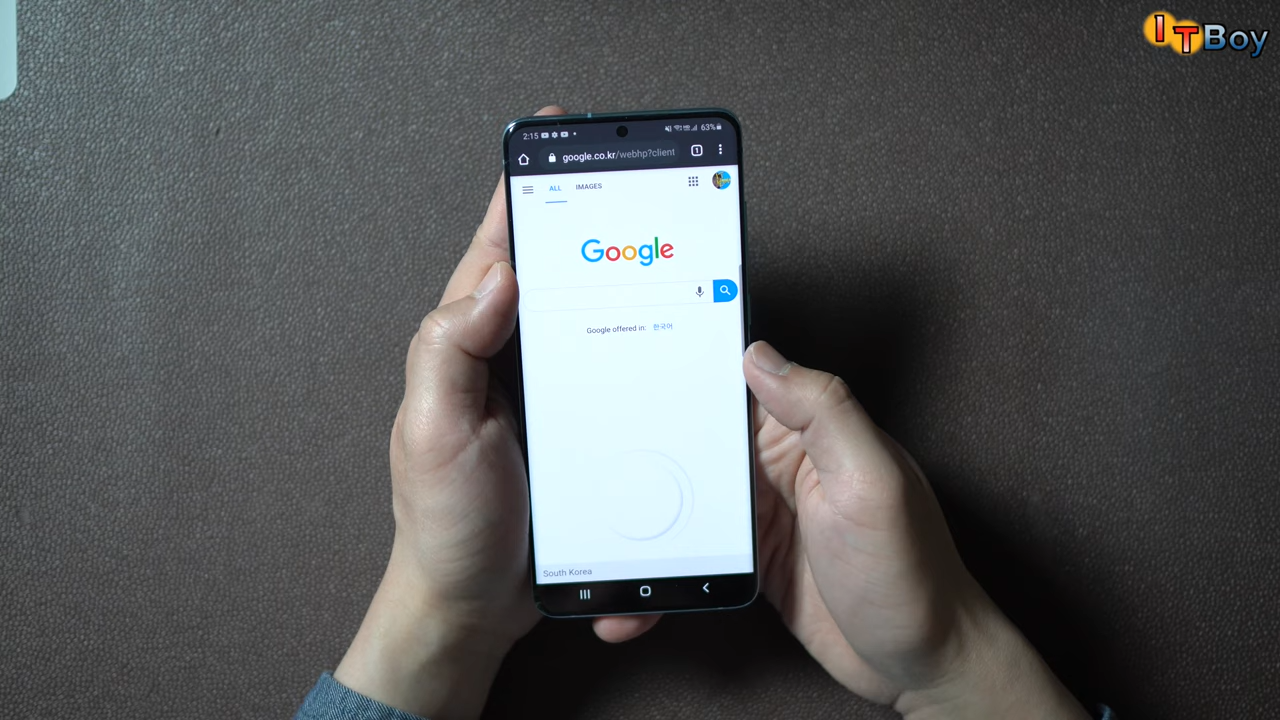 ITBoy
2:15 63%
google.co.kr/webhp?client
1
ALL IMAGES
Google
Google offered in: 한국어
South Korea